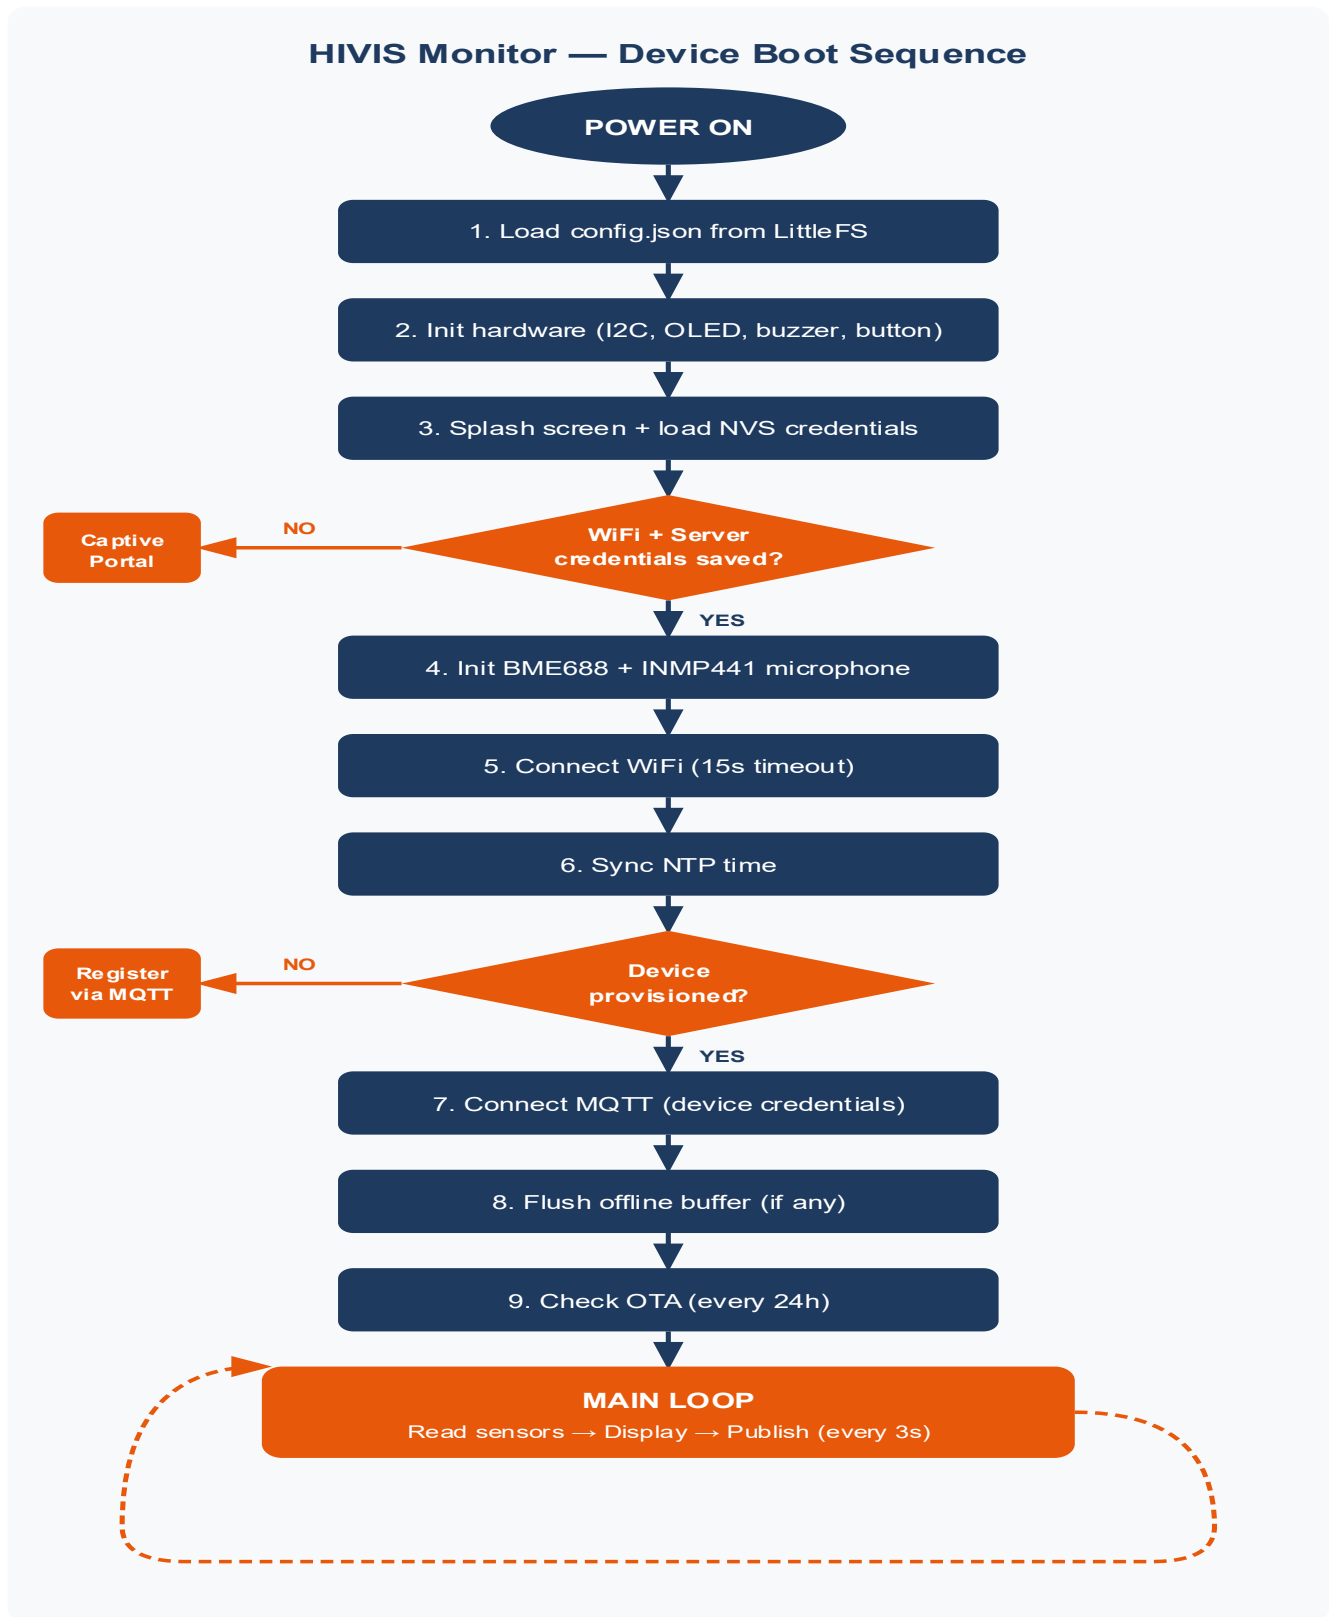 HIVIS Monitor — Device Boot Sequence
POWER ON
1. Load config.json from LittleFS
2. Init hardware (I2C, OLED, buzzer, button)
3. Splash screen + load NVS credentials
WiFi + Server
credentials saved?
NO
Captive
Portal
YES
4. Init BME688 + INMP441 microphone
5. Connect WiFi (15s timeout)
6. Sync NTP time
Device
provisioned?
NO
Register
via MQTT
YES
7. Connect MQTT (device credentials)
8. Flush offline buffer (if any)
9. Check OTA (every 24h)
MAIN LOOP
Read sensors → Display → Publish (every 3s)